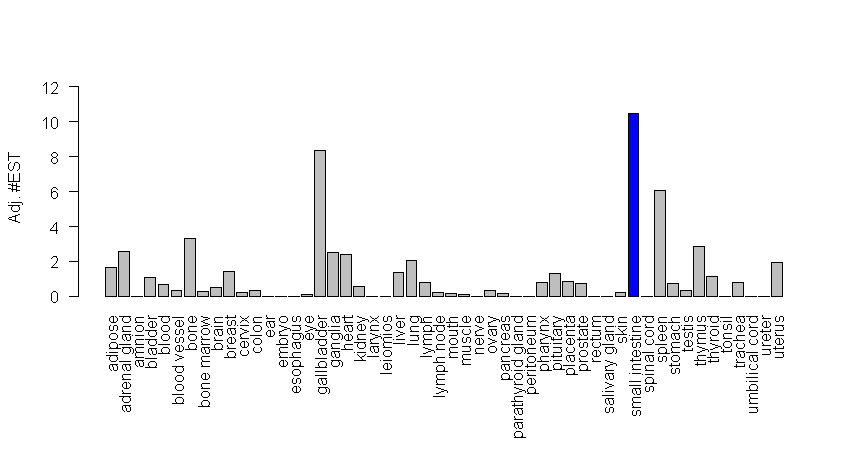 Adj. #EST
12
10
8
6
4
2
0
adipose
adrenal gland
amnion
bladder
blood
blood vessel
bone
bone marrow
brain
breast
cervix
colon
ear
embryo
esophagus
eye
gallbladder
ganglia
heart
kidney
larynx
leiomios
liver
lung
lymph
lymph node
mouth
muscle
nerve
ovary
pancreas
parathyroid gland
peritoneum
pharynx
pituitary
placenta
prostate
rectum
salivary gland
skin
small intestine
spinal cord
spleen
stomach
testis
thymus
thyroid
tonsil
trachea
umbilical cord
ureter
uterus